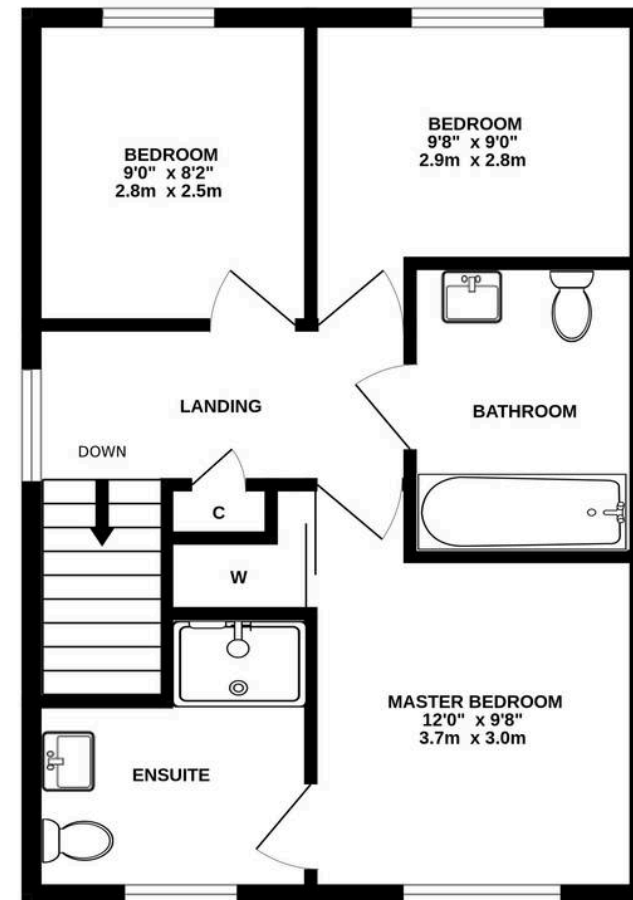 BEDROOM
9'0" x 8'2"
2.8m x 2.5m
BEDROOM
9'8" x 9'0"
2.9m x 2.8m
LANDING
BATHROOM
DOWN
C
W
MASTER BEDROOM
12'0" x 9'8"
3.7m x 3.0m
ENSUITE